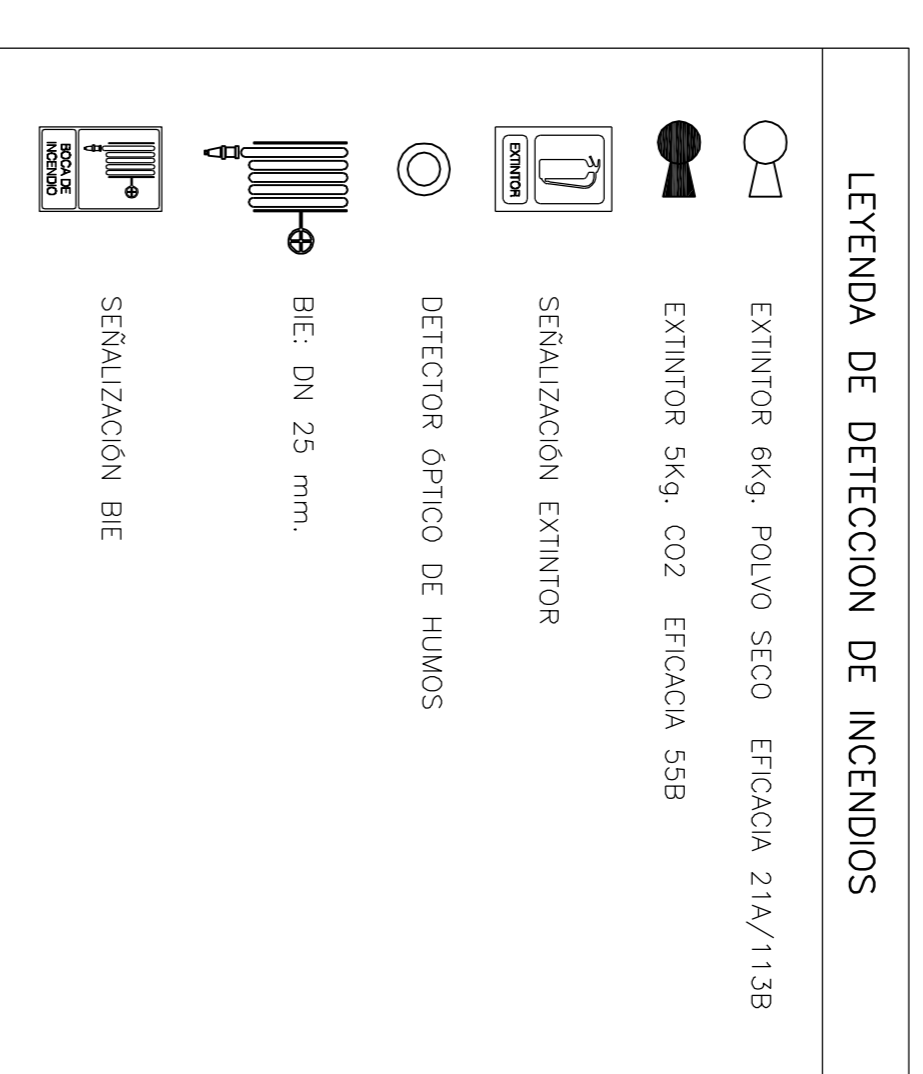 LEYENDA DE DETECCION DE INCENDIOS
EXTINTOR 6Kg. POLVO SECO EFICACIA 21A/113B
EXTINTOR 5Kg. CO2 EFICACIA 55B
EXTINTOR
SEÑALIZACIÓN EXTINTOR
DETECTOR ÓPTICO DE HUMOS
BIE: DN 25 mm.
BOCA DE
INCENDIO
SEÑALIZACIÓN BIE